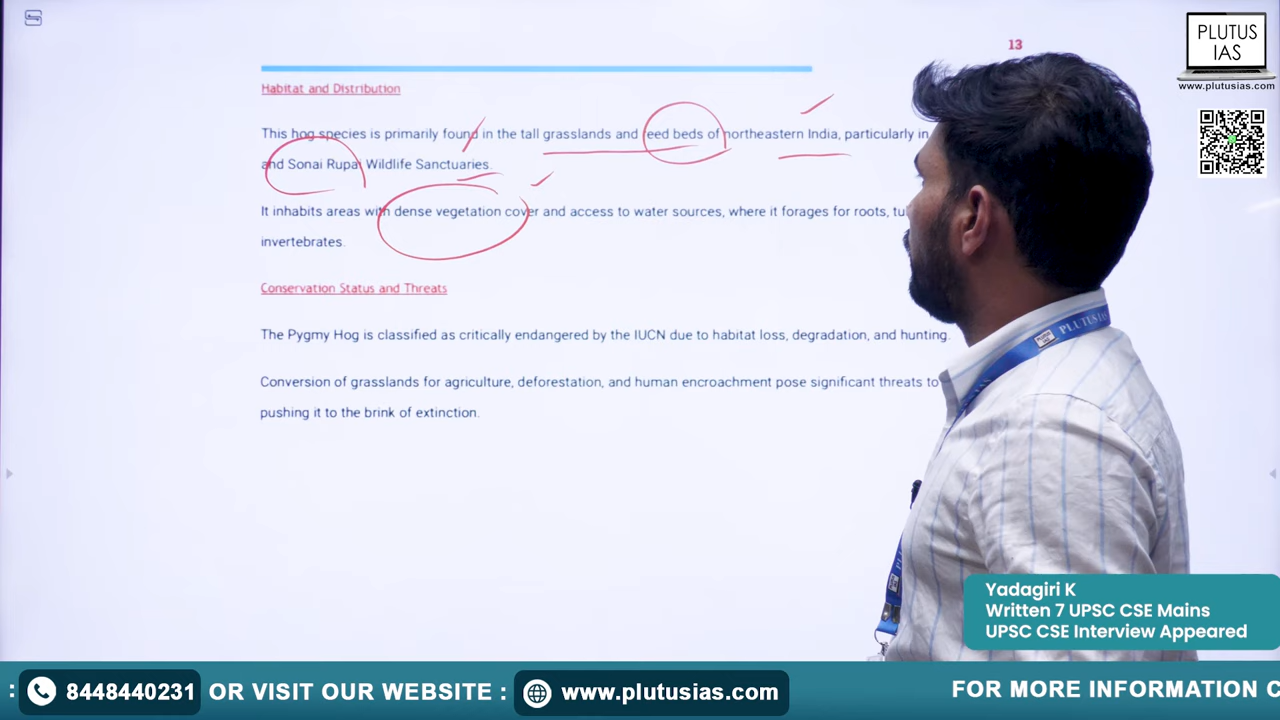 13
PLUTUS
IAS
www.plutusias.com
Habitat and Distribution
This hog species is primarily found in the tall grasslands and reed beds of northeastern India, particularly in
and Sonai Rupai Wildlife Sanctuaries.
It inhabits areas with dense vegetation cover and access to water sources, where it forages for roots,
invertebrates.
Conservation Status and Threats
The Pygmy Hog is classified as critically endangered by the IUCN due to habitat loss, degradation, and hunting.
Conversion of grasslands for agriculture, deforestation, and human encroachment pose significant threats to
pushing it to the brink of extinction.
PLUTUS IAS
Yadagiri K
Written 7 UPSC CSE Mains
UPSC CSE Interview Appeared
: 8448440231 OR VISIT OUR WEBSITE : www.plutusias.com FOR MORE INFORMATION C